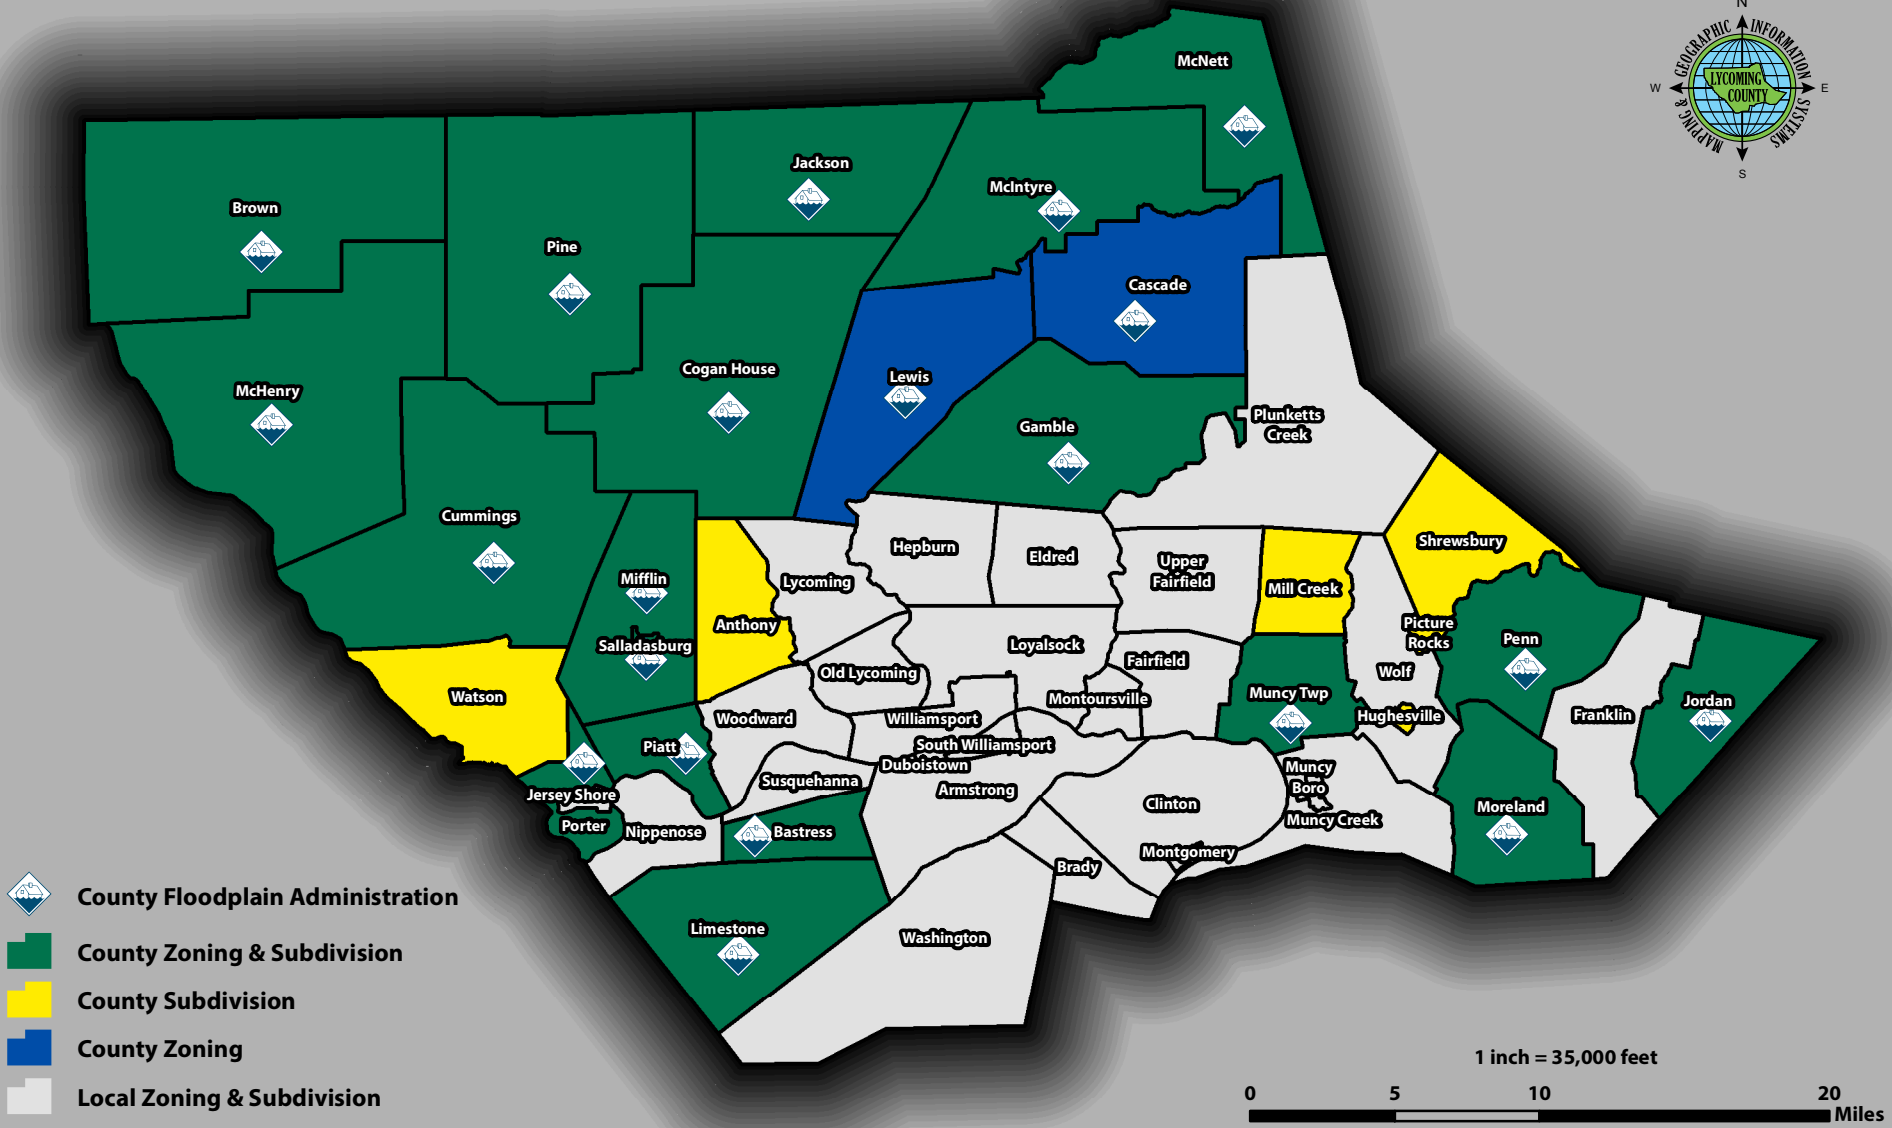 N
GEOGRAPHIC INFORMATION
SYSTEMS
MAPPING &
W
E
S
LYCOMING
COUNTY
McNett
Jackson
McIntyre
Brown
Pine
Cascade
Cogan House
Lewis
McHenry
Gamble
Plunketts
Creek
Cummings
Shrewsbury
Hepburn
Eldred
Upper
Fairfield
Mifflin
Lycoming
Mill Creek
Anthony
Picture
Rocks
Penn
Salladasburg
Loyalsock
Fairfield
Old Lycoming
Wolf
Watson
Montoursville
Muncy Twp
Jordan
Woodward
Williamsport
Hughesville
Franklin
Piatt
South Williamsport
Duboistown
Susquehanna
Muncy
Boro
Jersey Shore
Armstrong
Clinton
Moreland
Porter
Nippenose
Bastress
Muncy Creek
Montgomery
Brady
Limestone
Washington
County Floodplain Administration
County Zoning & Subdivision
County Subdivision
County Zoning
Local Zoning & Subdivision
1 inch = 35,000 feet
0 5 10 20
Miles